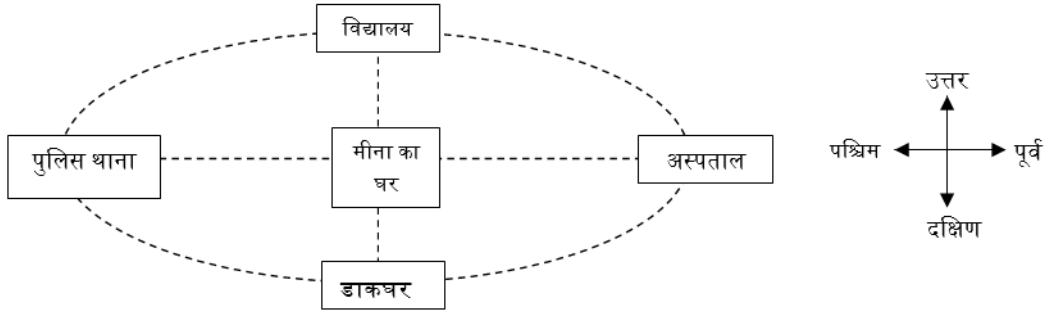 विद्यालय
उत्तर
पुलिस थाना
मीना का
घर
अस्पताल
पश्चिम
पूर्व
दक्षिण
डाकघर